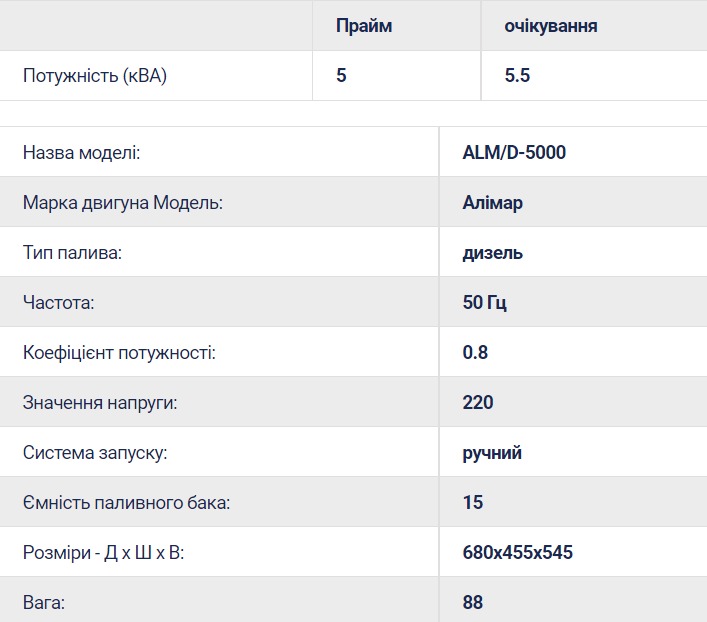 Прайм очікування
Потужність (кВА) 5 5.5
Назва моделі: ALM/D-5000
Марка двигуна Модель: Алімар
Тип палива: дизель
Частота: 50 Гц
Коефіцієнт потужності: 0.8
Значення напруги: 220
Система запуску: ручний
Ємність паливного бака: 15
Розміри - Д x Ш x В: 680x455x545
Вага: 88